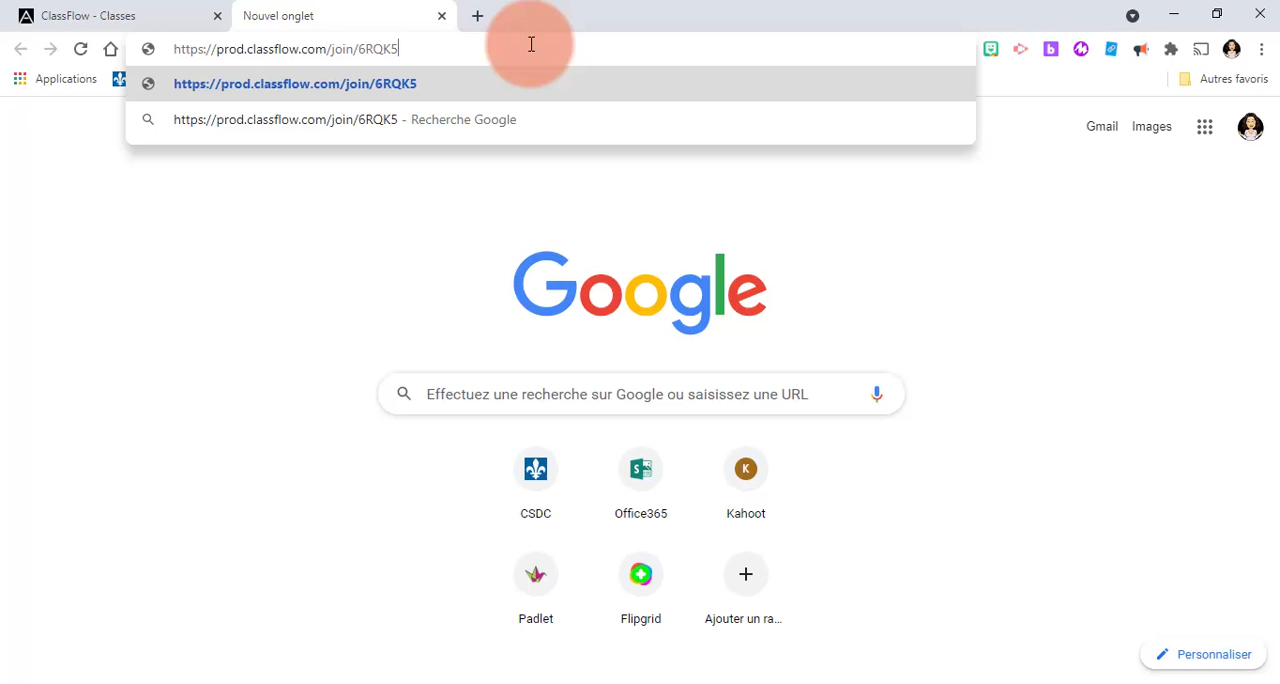 ClassFlow - Classes
Nouvel onglet
https://prod.classflow.com/join/6RQK5
Applications
Autres favoris
https://prod.classflow.com/join/6RQK5
https://prod.classflow.com/join/6RQK5 - Recherche Google
Gmail Images
Google
Effectuez une recherche sur Google ou saisissez une URL
CSDC
Office365
K
Kahoot
Padlet
Flipgrid
Ajouter un ra...
Personnaliser